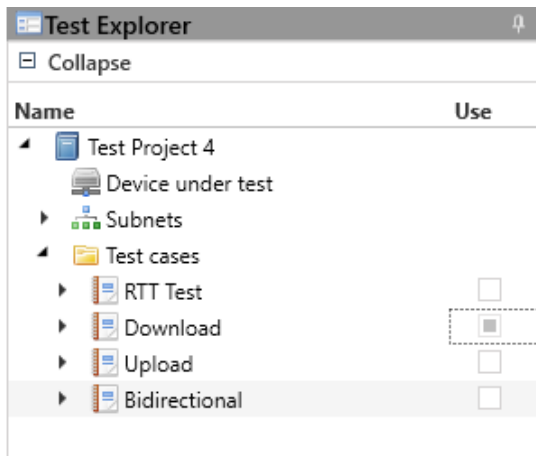 Test Explorer
Collapse
Name Use
Test Project 4
Device under test
Subnets
Test cases
RTT Test
Download
Upload
Bidirectional